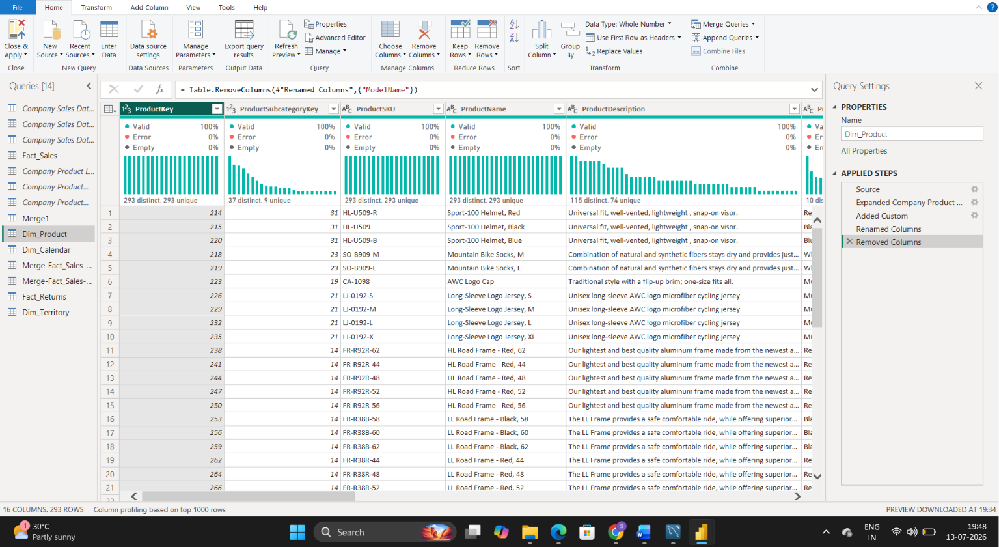 File Home Transform Add Column View Tools Help
Close & Apply
New Source
Recent Sources
Enter Data
Data source settings
Manage Parameters
Export query results
Refresh Preview
Properties
Advanced Editor
Manage
Choose Columns
Remove Columns
Keep Rows
Remove Rows
Split Column
Group By
Data Type: Whole Number
Use First Row as Headers
Replace Values
Merge Queries
Append Queries
Combine Files
Close New Query Data Sources Parameters Output Data Query Manage Columns Reduce Rows Sort Transform Combine
Queries [14]
Company Sales Dat...
Company Sales Dat...
Company Sales Dat...
Fact_Sales
Company Product L...
Company Product...
Company Product...
Merge1
Dim_Product
Dim_Calendar
Merge-Fact_Sales-...
Merge-Fact_Sales-...
Fact_Returns
Dim_Territory
fx
= Table.RemoveColumns(#"Renamed Columns",{"ModelName"})
ProductKey ProductSubcategoryKey ProductSKU ProductName ProductDescription
Valid 100% Valid 100% Valid 100% Valid 100% Valid 100% Va
Error 0% Error 0% Error 0% Error 0% Error 0% Er
Empty 0% Empty 0% Empty 0% Empty 0% Empty 0%
293 distinct, 293 unique 37 distinct, 9 unique 293 distinct, 293 unique 293 distinct, 293 unique 115 distinct, 74 unique 10 dis
1 214 31 HL-U509-R Sport-100 Helmet, Red Universal fit, well-vented, lightweight , snap-on visor. Re
2 215 31 HL-U509 Sport-100 Helmet, Black Universal fit, well-vented, lightweight , snap-on visor.
3 220 31 HL-U509-B Sport-100 Helmet, Blue Universal fit, well-vented, lightweight , snap-on visor.
4 218 23 SO-B909-M Mountain Bike Socks, M Combination of natural and synthetic fibers stays dry and provides just...
5 219 23 SO-B909-L Mountain Bike Socks, L Combination of natural and synthetic fibers stays dry and provides just...
6 223 19 CA-1098 AWC Logo Cap Traditional style with a flip-up brim; one-size fits all.
7 226 21 LJ-0192-S Long-Sleeve Logo Jersey, S Unisex long-sleeve AWC logo microfiber cycling jersey
8 229 21 LJ-0192-M Long-Sleeve Logo Jersey, M Unisex long-sleeve AWC logo microfiber cycling jersey
9 232 21 LJ-0192-L Long-Sleeve Logo Jersey, L Unisex long-sleeve AWC logo microfiber cycling jersey
10 235 21 LJ-0192-X Long-Sleeve Logo Jersey, XL Unisex long-sleeve AWC logo microfiber cycling jersey
11 238 14 FR-R92R-62 HL Road Frame - Red, 62 Our lightest and best quality aluminum frame made from the newest a... Re
12 241 14 FR-R92R-44 HL Road Frame - Red, 44 Our lightest and best quality aluminum frame made from the newest a... Re
13 244 14 FR-R92R-48 HL Road Frame - Red, 48 Our lightest and best quality aluminum frame made from the newest a... Re
14 247 14 FR-R92R-52 HL Road Frame - Red, 52 Our lightest and best quality aluminum frame made from the newest a... Re
15 250 14 FR-R92R-56 HL Road Frame - Red, 56 Our lightest and best quality aluminum frame made from the newest a... Re
16 253 14 FR-R38B-58 LL Road Frame - Black, 58 The LL Frame provides a safe comfortable ride, while offering superior... Bla
17 256 14 FR-R38B-60 LL Road Frame - Black, 60 The LL Frame provides a safe comfortable ride, while offering superior... Bla
18 259 14 FR-R38B-62 LL Road Frame - Black, 62 The LL Frame provides a safe comfortable ride, while offering superior... Bla
19 262 14 FR-R38R-44 LL Road Frame - Red, 44 The LL Frame provides a safe comfortable ride, while offering superior... Re
20 264 14 FR-R38R-48 LL Road Frame - Red, 48 The LL Frame provides a safe comfortable ride, while offering superior... Re
21 266 14 FR-R38R-52 LL Road Frame - Red, 52 The LL Frame provides a safe comfortable ride, while offering superior... Re
Query Settings
PROPERTIES
Name
Dim_Product
All Properties
APPLIED STEPS
Source
Expanded Company Product ...
Added Custom
Renamed Columns
Removed Columns
16 COLUMNS, 293 ROWS Column profiling based on top 1000 rows PREVIEW DOWNLOADED AT 19:34
1
30°C
Partly sunny
Search
ENG
IN
19:48
13-07-2026